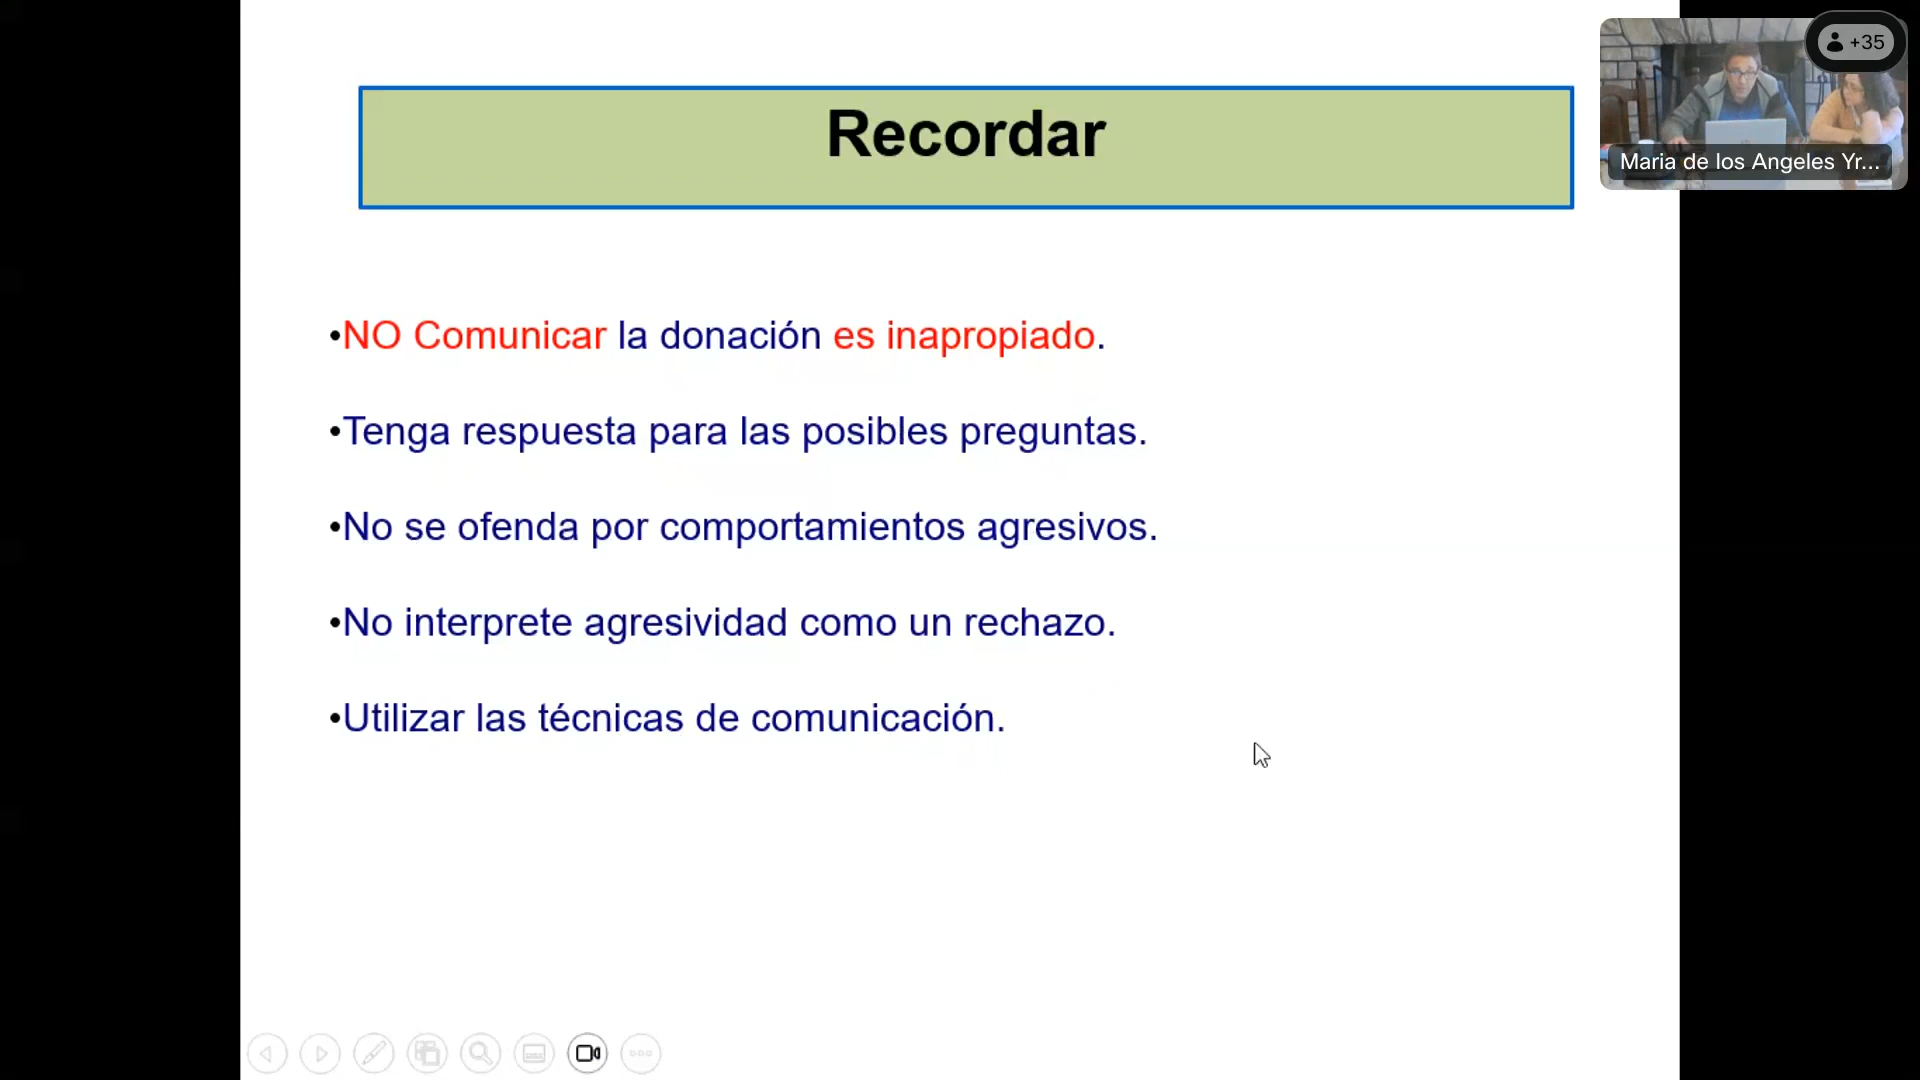 Recordar
+35
Maria de los Angeles Yr...
•NO Comunicar la donación es inapropiado.
•Tenga respuesta para las posibles preguntas.
•No se ofenda por comportamientos agresivos.
•No interprete agresividad como un rechazo.
•Utilizar las técnicas de comunicación.